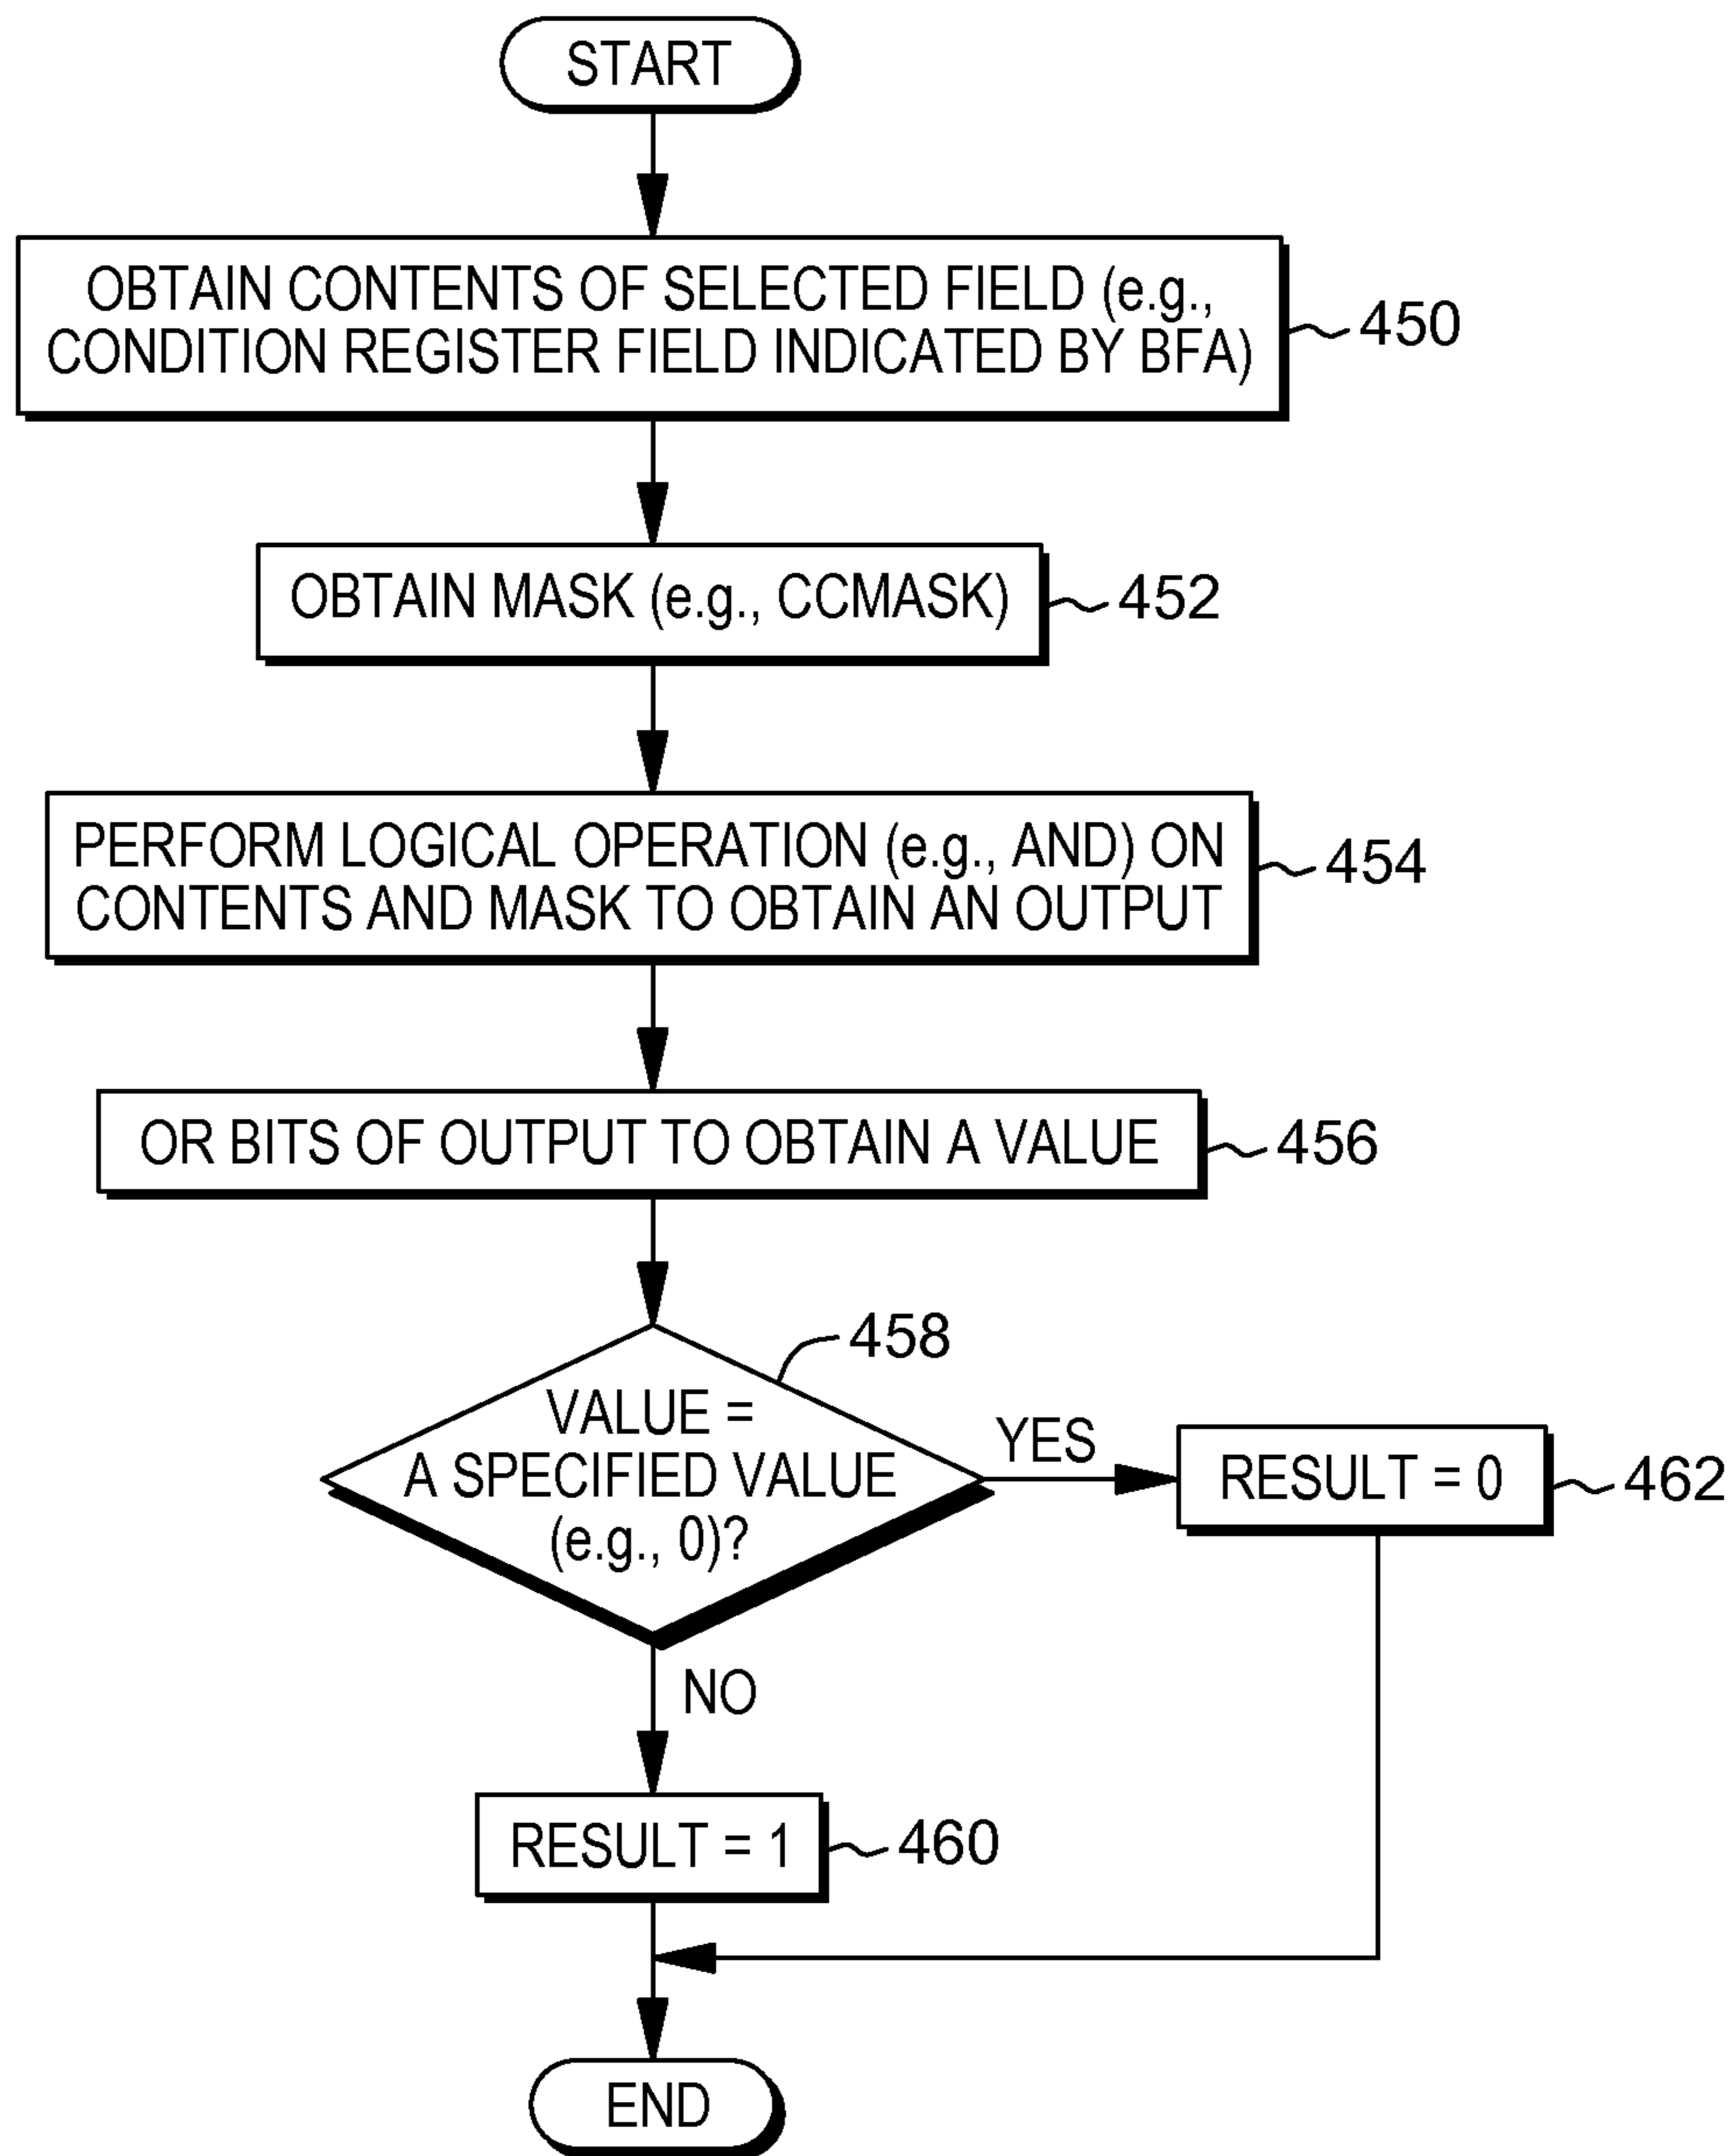 START
OBTAIN CONTENTS OF SELECTED FIELD (e.g.,
CONDITION REGISTER FIELD INDICATED BY BFA)
450
OBTAIN MASK (e.g., CCMASK)
452
PERFORM LOGICAL OPERATION (e.g., AND) ON
CONTENTS AND MASK TO OBTAIN AN OUTPUT
454
OR BITS OF OUTPUT TO OBTAIN A VALUE
456
458
VALUE =
A SPECIFIED VALUE
(e.g., 0)?
YES
RESULT = 0
462
NO
RESULT = 1
460
END